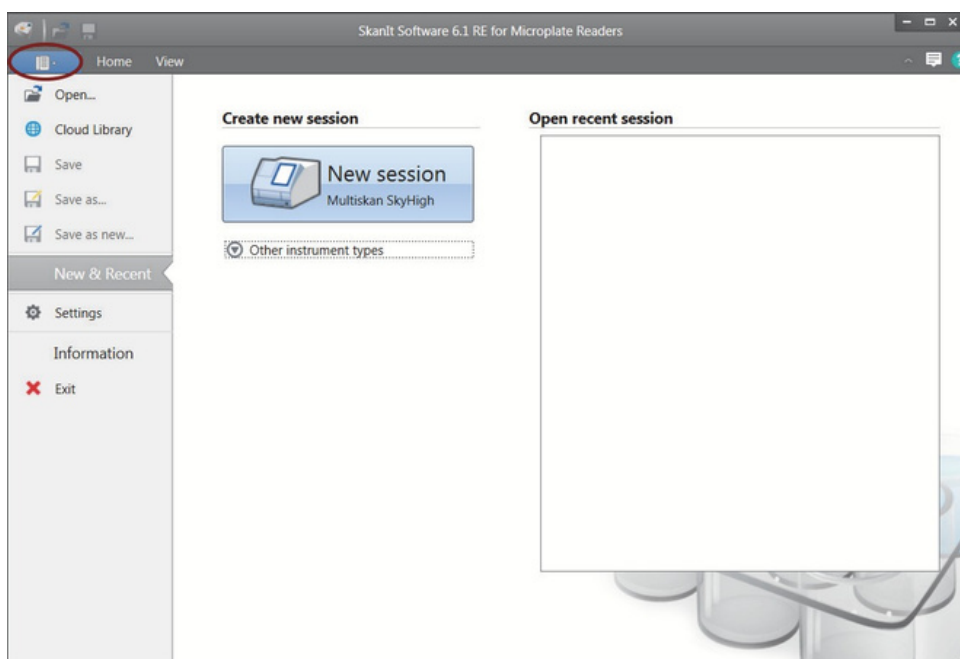 SkanIt Software 6.1 RE for Microplate Readers
Home View
Open...
Cloud Library
Save
Save as...
Save as new...
New & Recent
Settings
Information
Exit
Create new session
New session
Multiskan SkyHigh
Other instrument types
Open recent session